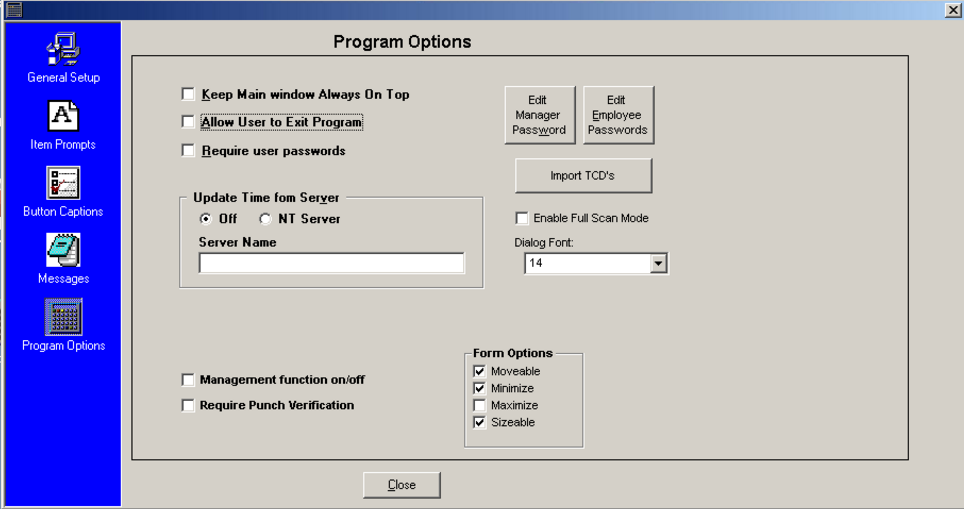 General Setup
Item Prompts
Button Captions
Messages
Program Options
Program Options
Keep Main window Always On Top
Allow User to Exit Program
Require user passwords
Edit
Manager
Password
Edit
Employee
Passwords
Import TCD's
Update Time fom Server
Off
NT Server
Server Name
Enable Full Scan Mode
Dialog Font:
14
Management function on/off
Require Punch Verification
Form Options
Moveable
Minimize
Maximize
Sizeable
Close